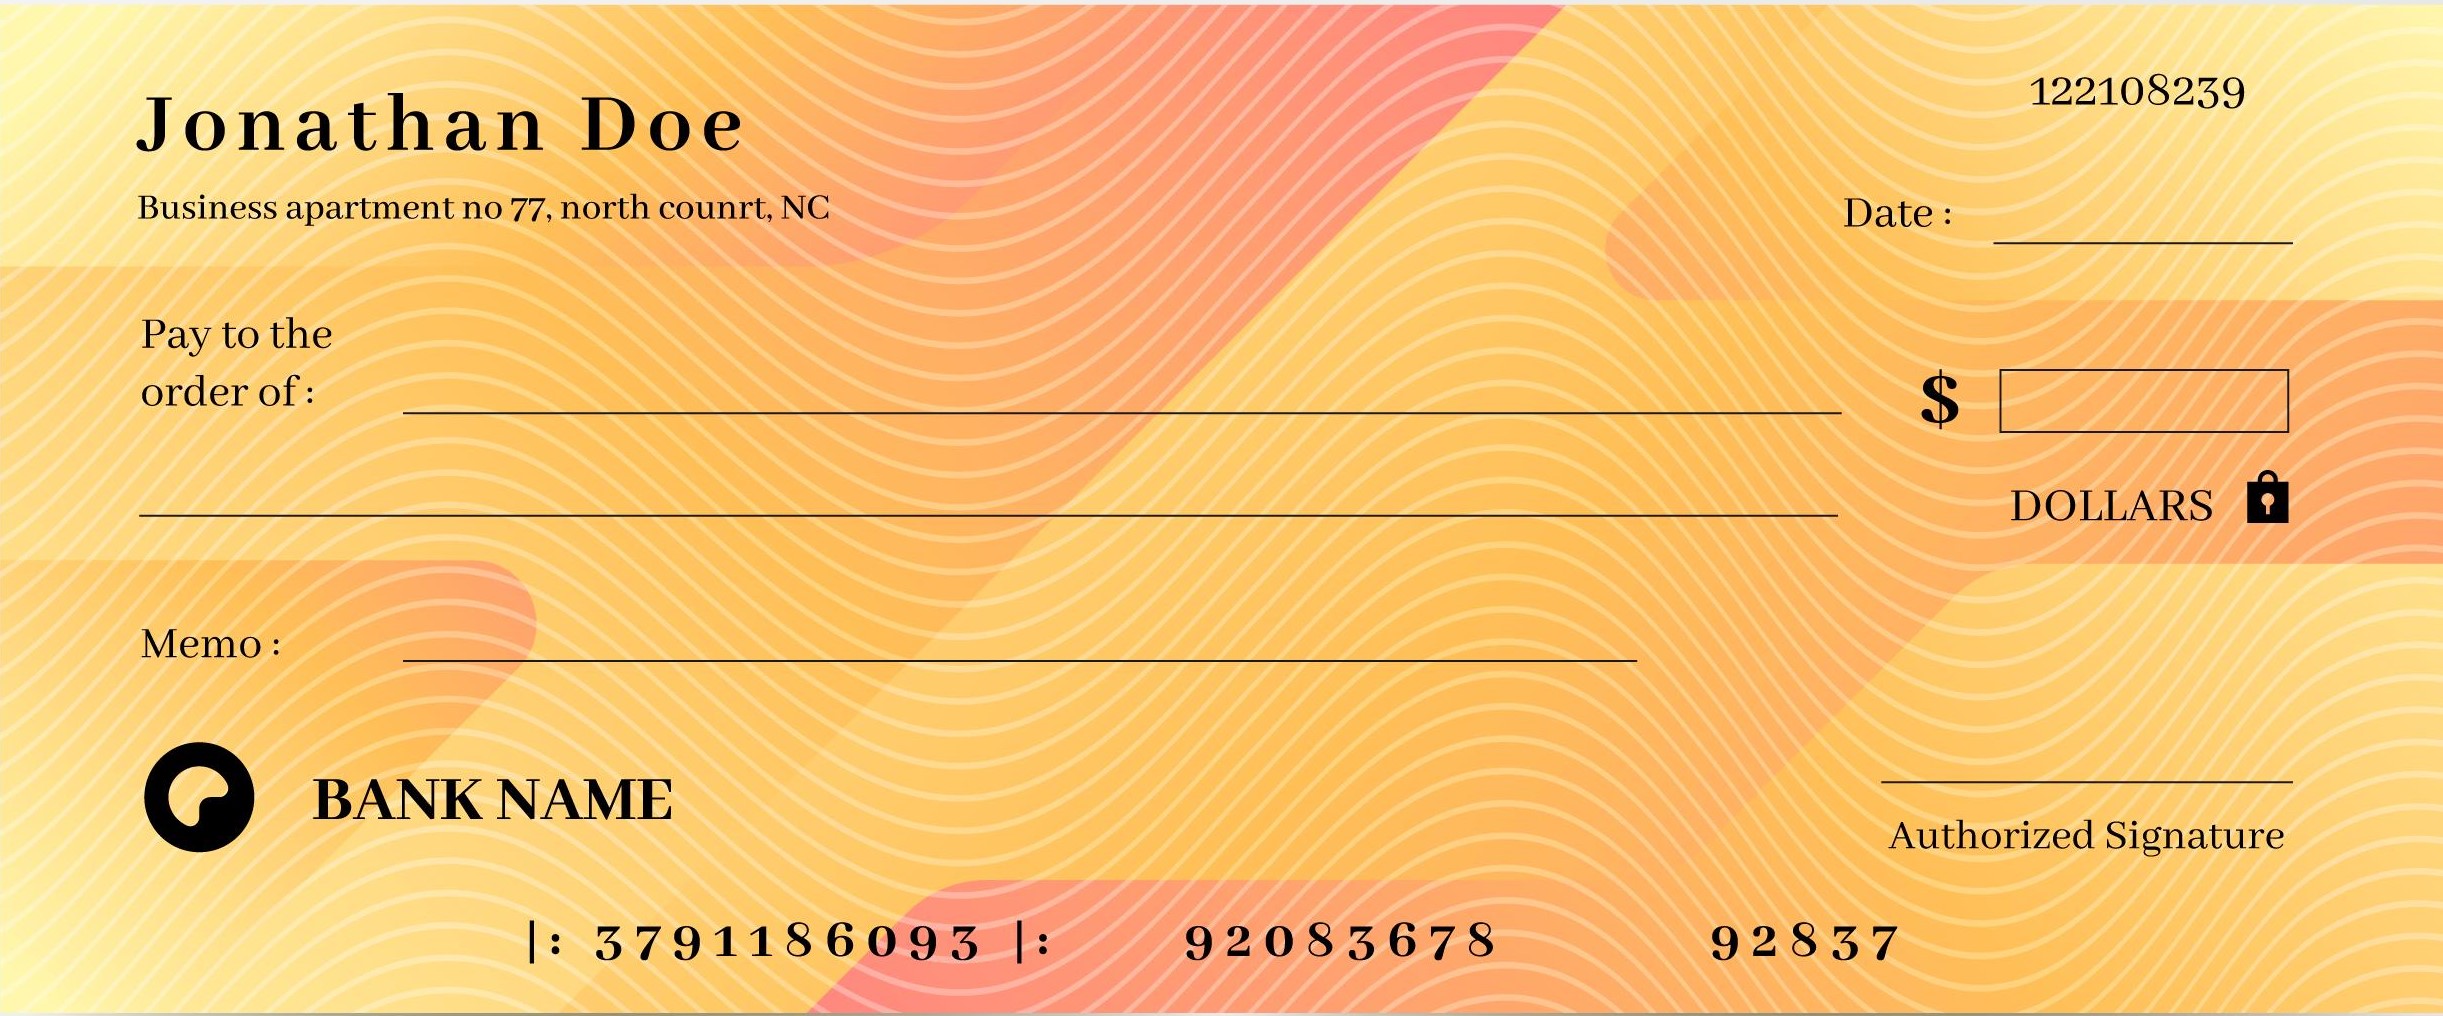 Jonathan Doe
122108239
Business apartment no 77, north counrt, NC
Date :
Pay to the
order of :
$
DOLLARS
Memo :
BANK NAME
Authorized Signature
|: 3791186093 |: 92083678 92837